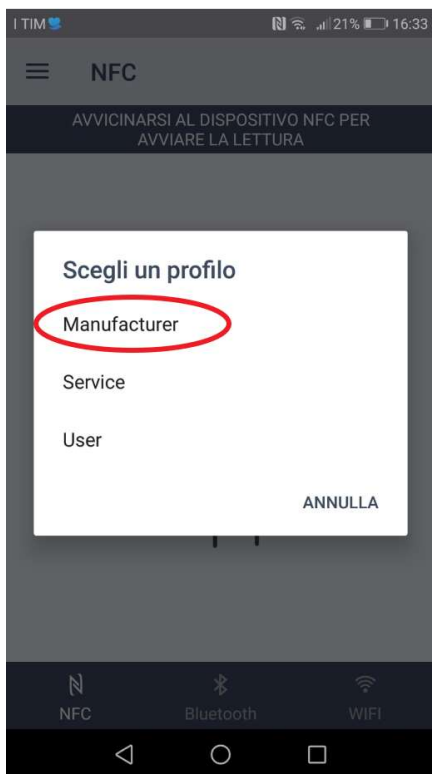 I TIM 21% 16:33
NFC
AVVICINARSI AL DISPOSITIVO NFC PER
AVVIARE LA LETTURA
Scegli un profilo
Manufacturer
Service
User
ANNULLA
NFC Bluetooth WIFI